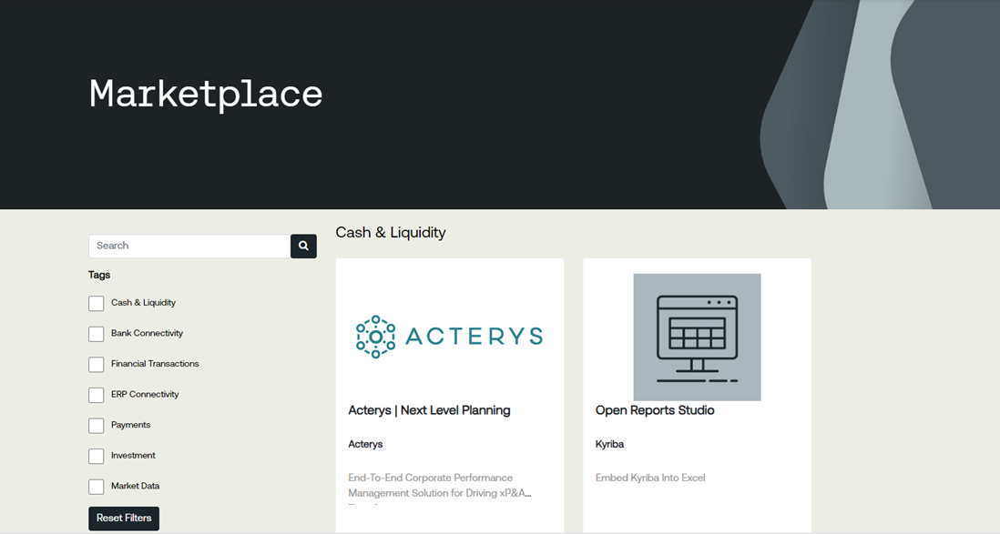 Marketplace
Search
Tags
Cash & Liquidity
Bank Connectivity
Financial Transactions
ERP Connectivity
Payments
Investment
Market Data
Reset Filters
Cash & Liquidity
ACTERYS
Acterys | Next Level Planning
Acterys
End-To-End Corporate Performance
Management Solution for Driving xP&A...
Open Reports Studio
Kyriba
Embed Kyriba Into Excel